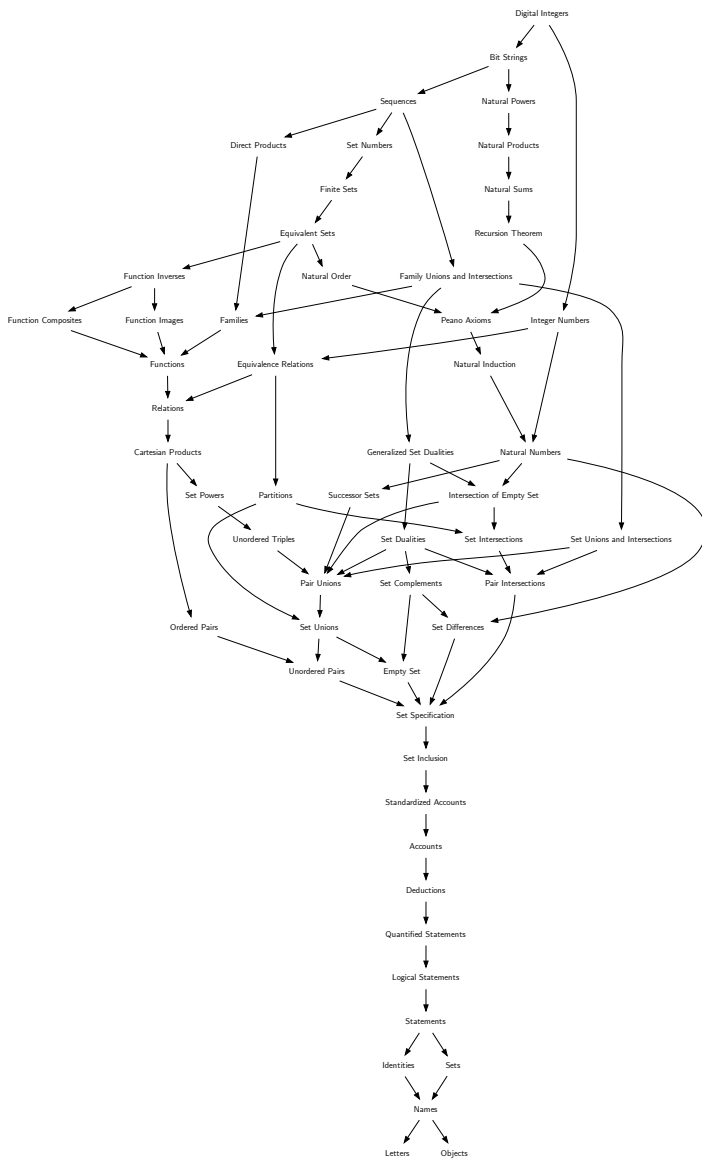 Digital Integers
Bit Strings
Sequences
Natural Powers
Direct Products
Set Numbers
Natural Products
Finite Sets
Natural Sums
Equivalent Sets
Recursion Theorem
Function Inverses
Natural Order
Family Unions and Intersections
Function Composites
Function Images
Families
Peano Axioms
Integer Numbers
Functions
Equivalence Relations
Natural Induction
Relations
Cartesian Products
Generalized Set Dualities
Natural Numbers
Set Powers
Partitions
Successor Sets
Intersection of Empty Set
Unordered Triples
Set Dualities
Set Intersections
Set Unions and Intersections
Pair Unions
Set Complements
Pair Intersections
Ordered Pairs
Set Unions
Set Differences
Unordered Pairs
Empty Set
Set Specification
Set Inclusion
Standardized Accounts
Accounts
Deductions
Quantified Statements
Logical Statements
Statements
Identities
Sets
Names
Letters
Objects